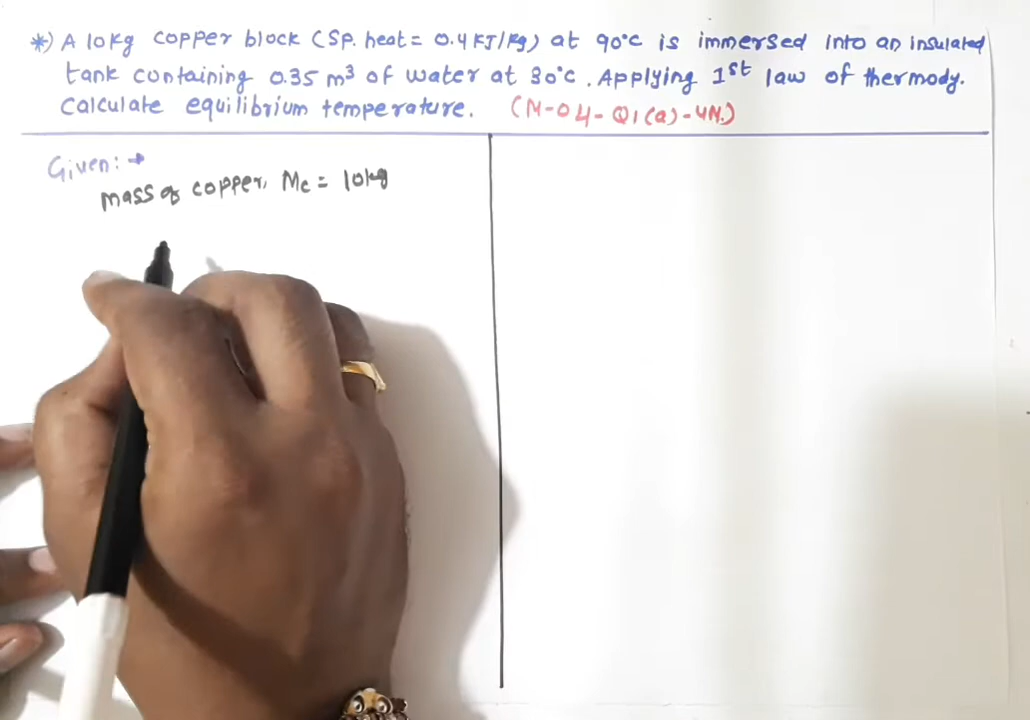 *) A 10kg copper block (Sp. heat = 0.4 KJ/kg) at 90°c is immersed into an insulated
tank containing 0.35 m³ of water at 30°c. Applying 1st law of thermody.
Calculate equilibrium temperature. (M-04-Q1(a)-4M.)
Given:→
mass of copper, Mc = 10kg